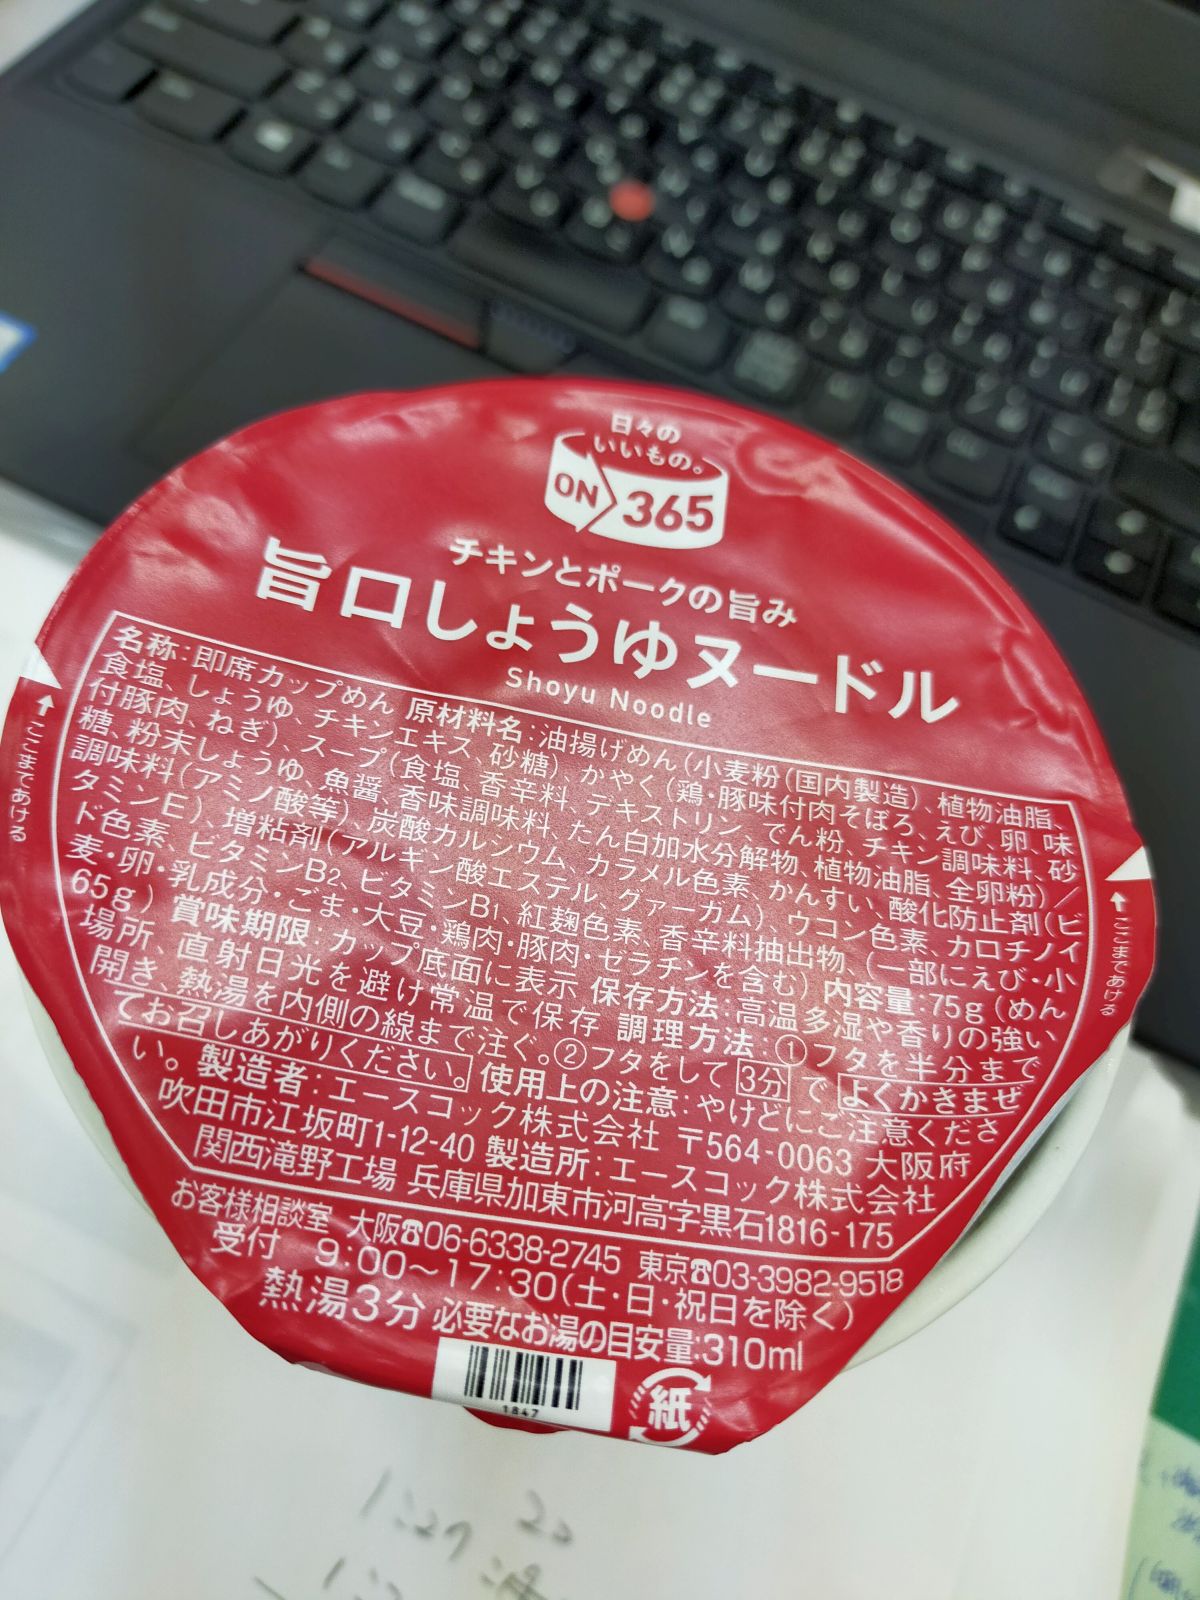 日々の
いいもの。
ON 365
チキンとポークの旨み
旨口しょうゆヌードル
Shoyu Noodle
名称:即席カップめん 原材料名:油揚げめん(小麦粉(国内製造)、植物油脂、
食塩、しょうゆ、チキンエキス、砂糖)、かやく(鶏・豚味付肉そぼろ、えび、卵、味
付豚肉、ねぎ)、スープ(食塩、香辛料、デキストリン、でん粉、チキン調味料、砂
糖、粉末しょうゆ、魚醤、香味調味料、たん白加水分解物、植物油脂、全卵粉)/
調味料(アミノ酸等)、炭酸カルシウム、カラメル色素、かんすい、酸化防止剤(ビ
タミンE)、増粘剤(アルギン酸エステル、グァーガム)、ウコン色素、カロチノイ
ド色素、ビタミンB2、ビタミンB1、紅麹色素、香辛料抽出物、(一部にえび・小
麦・卵・乳成分・ごま・大豆・鶏肉・豚肉・ゼラチンを含む) 内容量:75g(めん
65g) 賞味期限:カップ底面に表示 保存方法:高温多湿や香りの強い
場所、直射日光を避け常温で保存 調理方法:①フタを半分まで
開き、熱湯を内側の線まで注ぐ。②フタをして3分でよくかきまぜ
てお召しあがりください。 使用上の注意:やけどにご注意くださ
い。 製造者:エースコック株式会社 〒564-0063 大阪府
吹田市江坂町1-12-40 製造所:エースコック株式会社
関西滝野工場 兵庫県加東市河高字黒石1816-175
ここまであける
ここまであける
お客様相談室 大阪☎06-6338-2745 東京☎03-3982-9518
受付 9:00～17:30(土・日・祝日を除く)
熱湯3分 必要なお湯の目安量:310ml
1847
紙